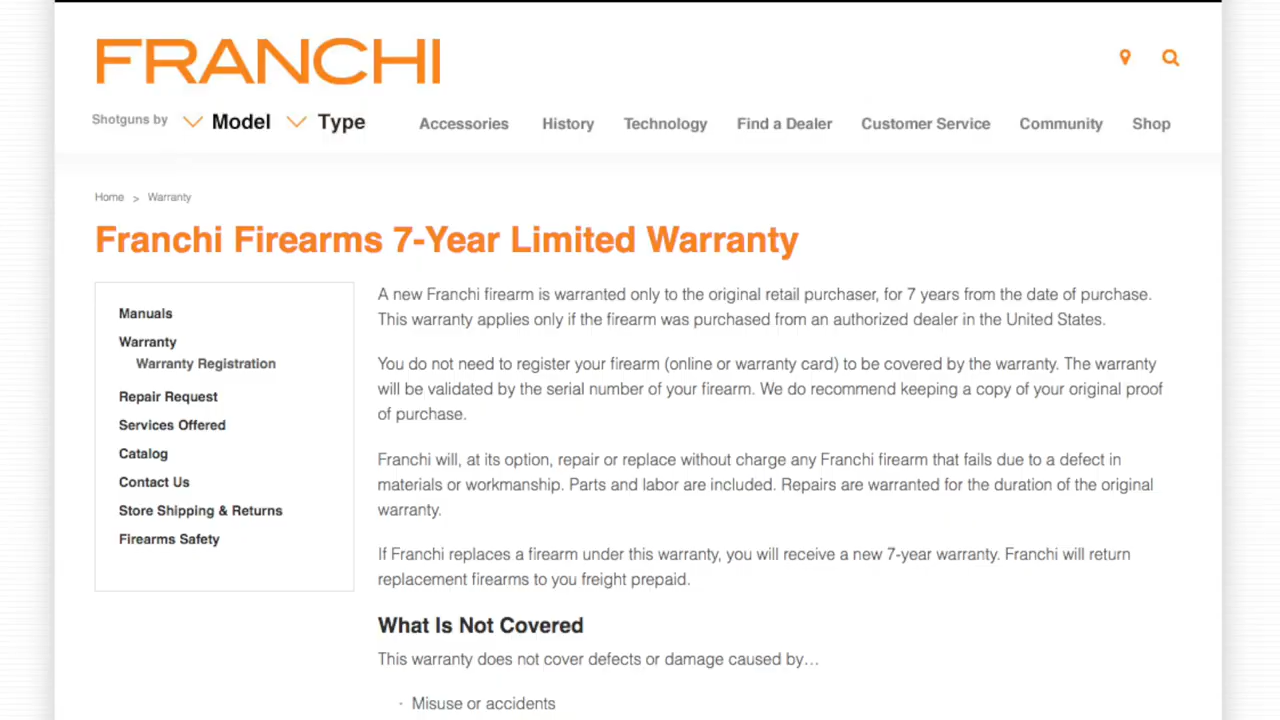 FRANCHI
Shotguns by Model Type Accessories History Technology Find a Dealer Customer Service Community Shop
Home > Warranty
Franchi Firearms 7-Year Limited Warranty
Manuals
Warranty
Warranty Registration
Repair Request
Services Offered
Catalog
Contact Us
Store Shipping & Returns
Firearms Safety
A new Franchi firearm is warranted only to the original retail purchaser, for 7 years from the date of purchase.
This warranty applies only if the firearm was purchased from an authorized dealer in the United States.
You do not need to register your firearm (online or warranty card) to be covered by the warranty. The warranty
will be validated by the serial number of your firearm. We do recommend keeping a copy of your original proof
of purchase.
Franchi will, at its option, repair or replace without charge any Franchi firearm that fails due to a defect in
materials or workmanship. Parts and labor are included. Repairs are warranted for the duration of the original
warranty.
If Franchi replaces a firearm under this warranty, you will receive a new 7-year warranty. Franchi will return
replacement firearms to you freight prepaid.
What Is Not Covered
This warranty does not cover defects or damage caused by…
· Misuse or accidents